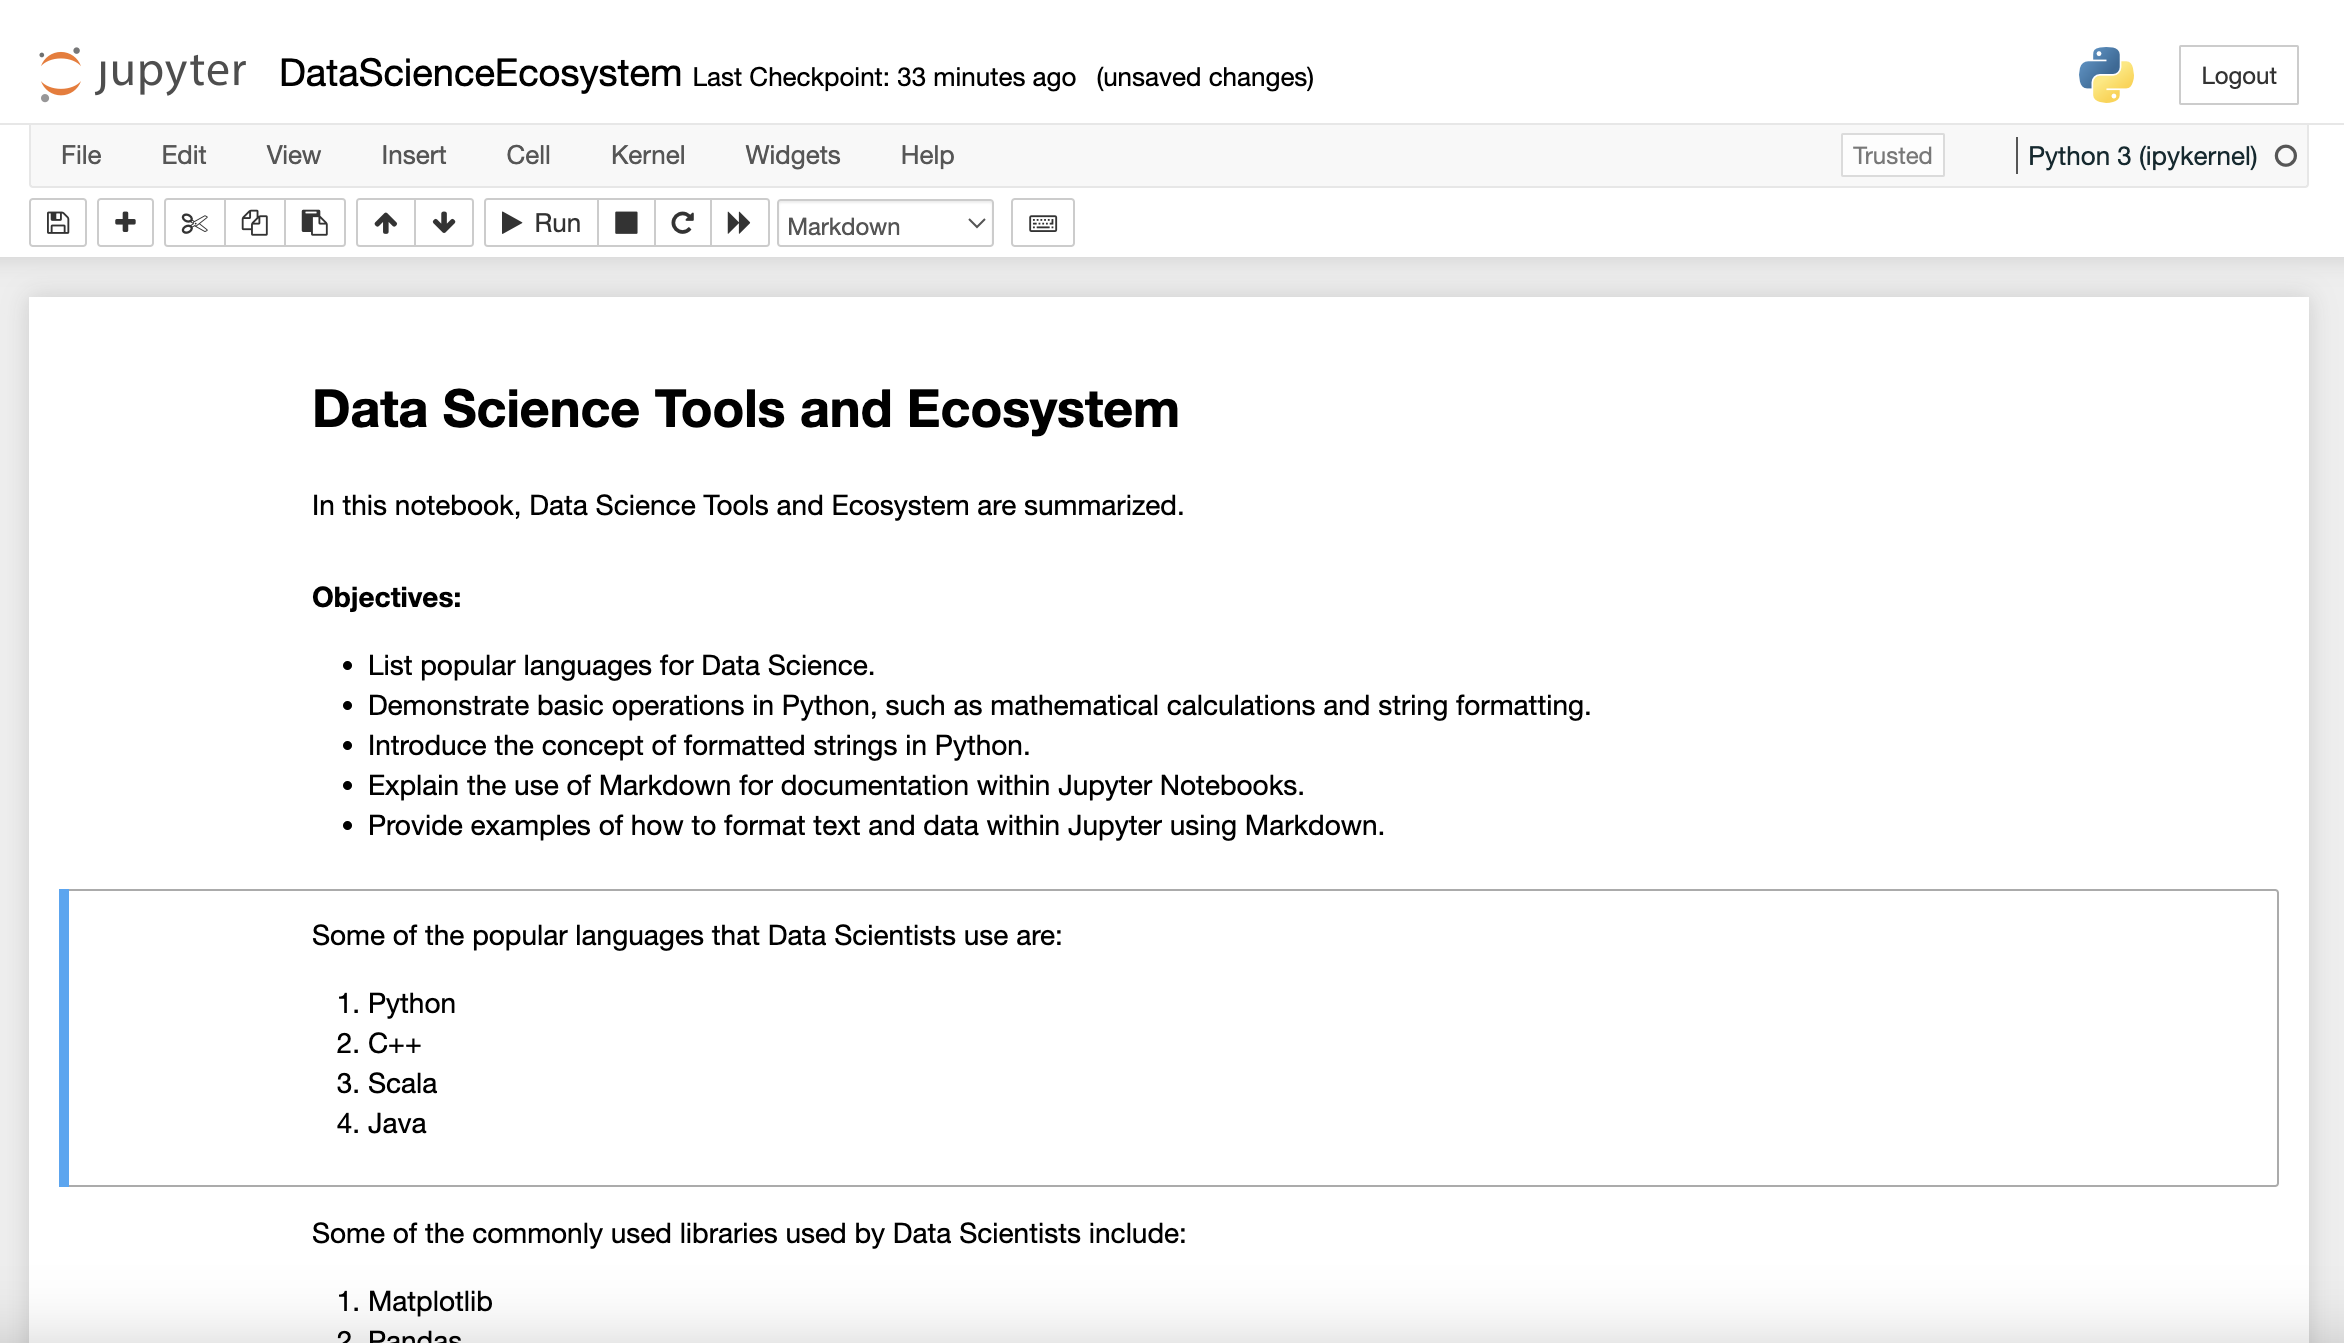 jupyter DataScienceEcosystem Last Checkpoint: 33 minutes ago (unsaved changes) Logout
File Edit View Insert Cell Kernel Widgets Help Trusted Python 3 (ipykernel)
Run Markdown
Data Science Tools and Ecosystem
In this notebook, Data Science Tools and Ecosystem are summarized.
Objectives:
• List popular languages for Data Science.
• Demonstrate basic operations in Python, such as mathematical calculations and string formatting.
• Introduce the concept of formatted strings in Python.
• Explain the use of Markdown for documentation within Jupyter Notebooks.
• Provide examples of how to format text and data within Jupyter using Markdown.
Some of the popular languages that Data Scientists use are:
1. Python
2. C++
3. Scala
4. Java
Some of the commonly used libraries used by Data Scientists include:
1. Matplotlib
2. Pandas